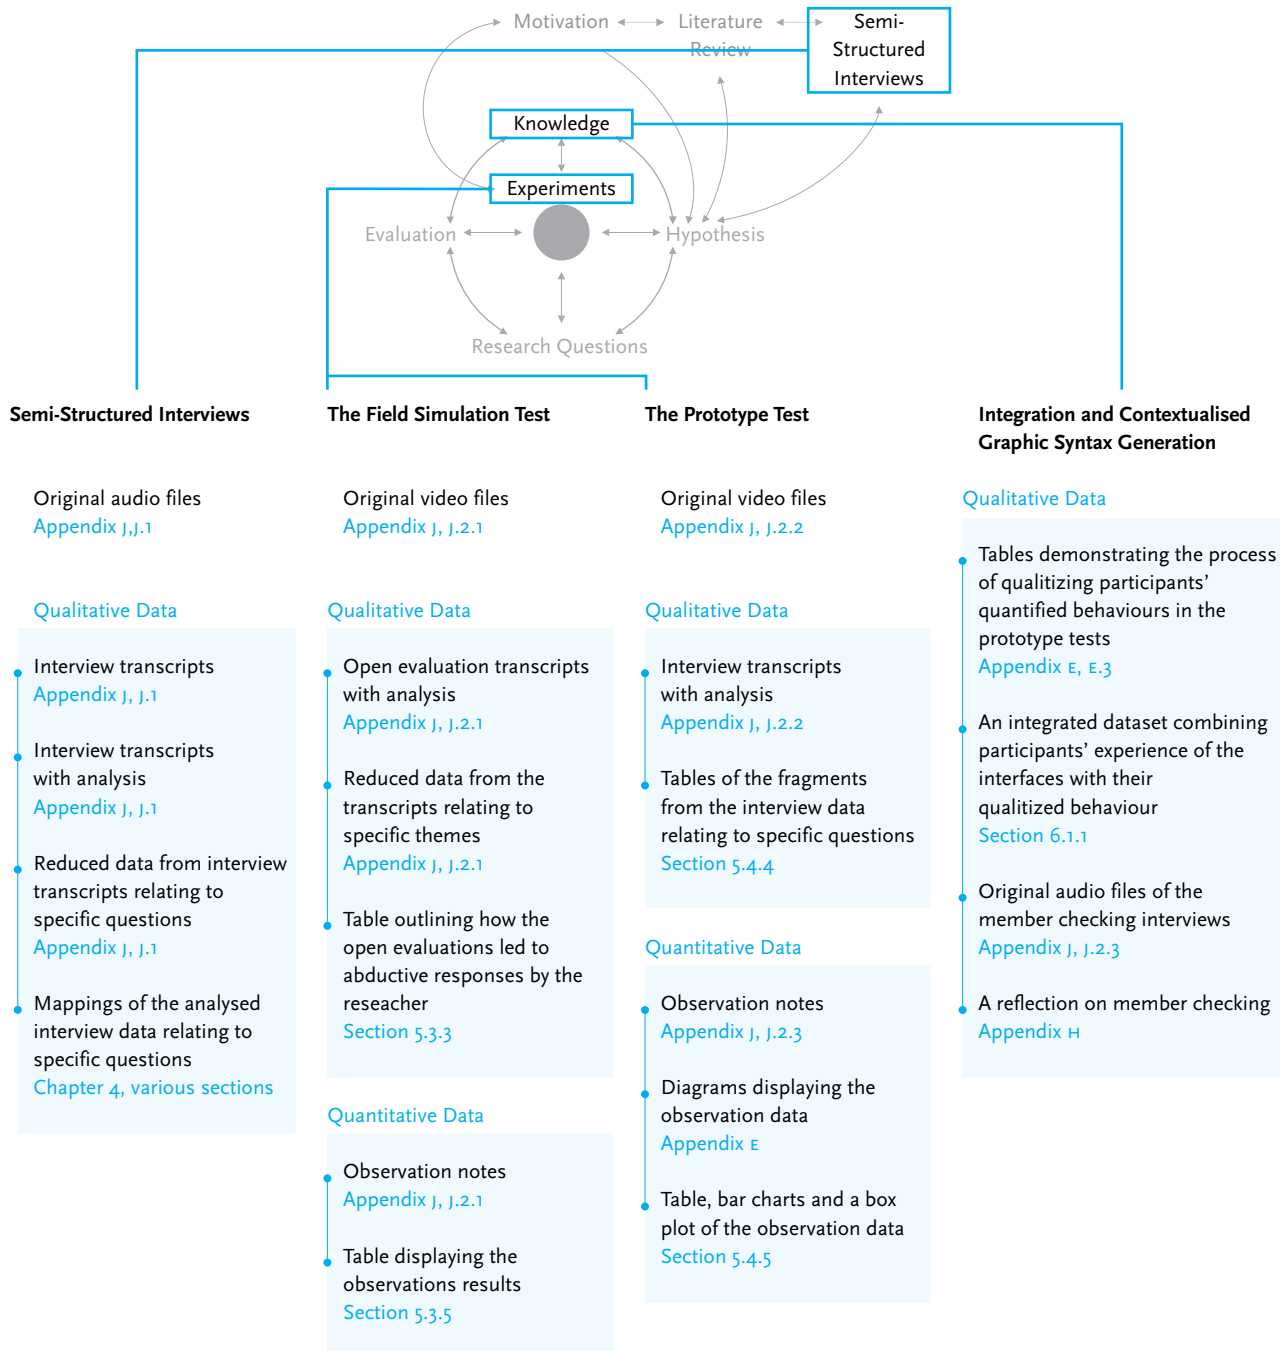 Motivation
Literature
Review
Semi-
Structured
Interviews
Knowledge
Experiments
Evaluation
Hypothesis
Research Questions
Semi-Structured Interviews
Original audio files
Appendix J,J.1
Qualitative Data
Interview transcripts
Appendix J, J.1
Interview transcripts
with analysis
Appendix J, J.1
Reduced data from interview
transcripts relating to
specific questions
Appendix J, J.1
Mappings of the analysed
interview data relating to
specific questions
Chapter 4, various sections
The Field Simulation Test
Original video files
Appendix J, J.2.1
Qualitative Data
Open evaluation transcripts
with analysis
Appendix J, J.2.1
Reduced data from the
transcripts relating to
specific themes
Appendix J, J.2.1
Table outlining how the
open evaluations led to
abductive responses by the
reseacher
Section 5.3.3
Quantitative Data
Observation notes
Appendix J, J.2.1
Table displaying the
observations results
Section 5.3.5
The Prototype Test
Original video files
Appendix J, J.2.2
Qualitative Data
Interview transcripts
with analysis
Appendix J, J.2.2
Tables of the fragments
from the interview data
relating to specific questions
Section 5.4.4
Quantitative Data
Observation notes
Appendix J, J.2.3
Diagrams displaying the
observation data
Appendix E
Table, bar charts and a box
plot of the observation data
Section 5.4.5
Integration and Contextualised
Graphic Syntax Generation
Qualitative Data
Tables demonstrating the process
of qualitizing participants’
quantified behaviours in the
prototype tests
Appendix E, E.3
An integrated dataset combining
participants’ experience of the
interfaces with their
qualitized behaviour
Section 6.1.1
Original audio files of the
member checking interviews
Appendix J, J.2.3
A reflection on member checking
Appendix H